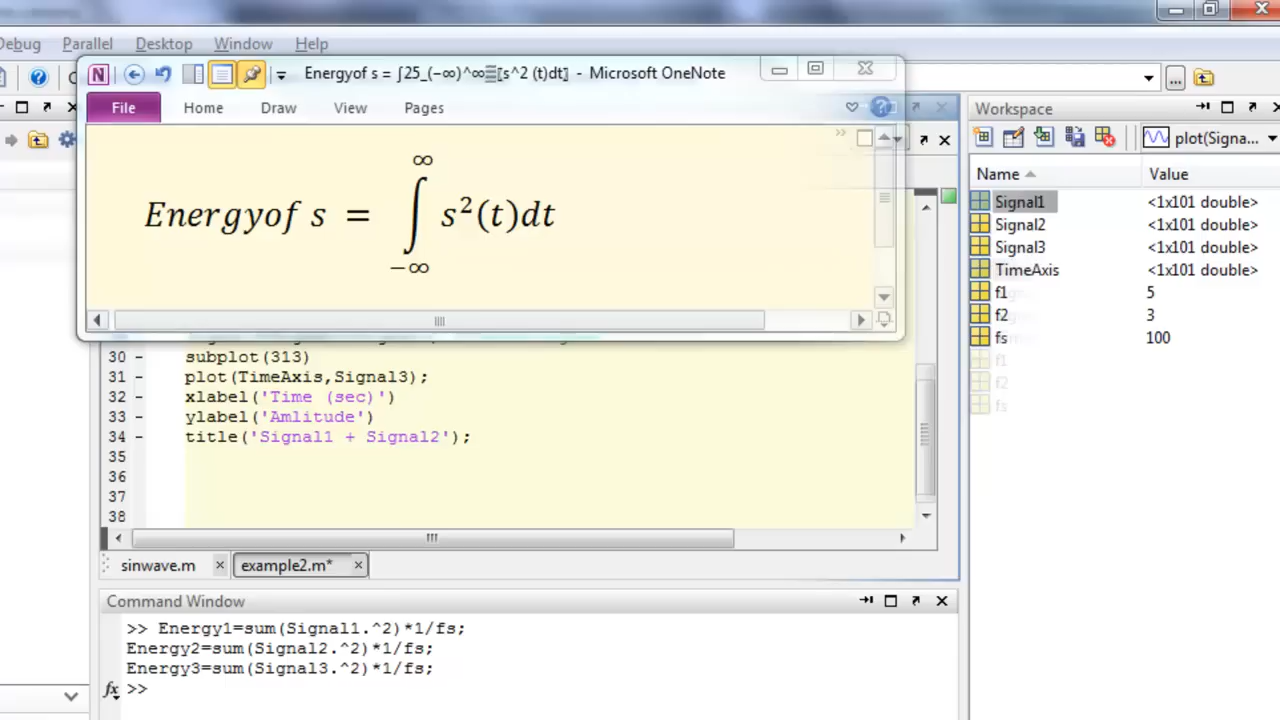 Debug Parallel Desktop Window Help
Energyof s = ∫25_(−∞)^∞▒〖s^2 (t)dt〗 - Microsoft OneNote
File Home Draw View Pages
∞
Energyof s = ∫ s²(t)dt
−∞
30 - subplot(313)
31 - plot(TimeAxis,Signal3);
32 - xlabel('Time (sec)')
33 - ylabel('Amlitude')
34 - title('Signal1 + Signal2');
35
36
37
38
sinwave.m example2.m*
Command Window
>> Energy1=sum(Signal1.^2)*1/fs;
Energy2=sum(Signal2.^2)*1/fs;
Energy3=sum(Signal3.^2)*1/fs;
fx >>
Workspace
plot(Signa...
Name Value
Signal1 <1x101 double>
Signal2 <1x101 double>
Signal3 <1x101 double>
TimeAxis <1x101 double>
f1 5
f2 3
fs 100
f1
f2
fs